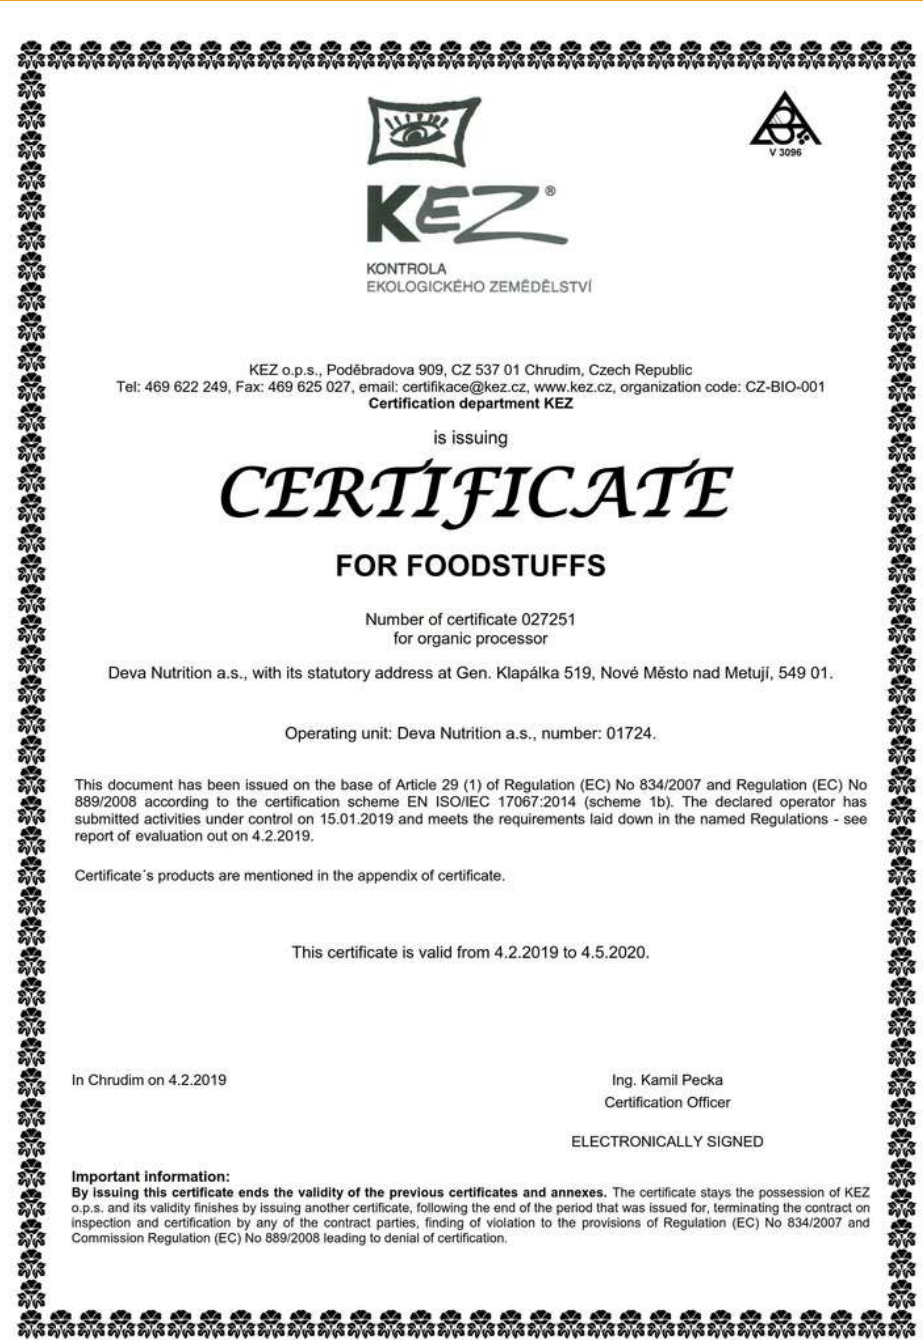 V 3096
KEZ®
KONTROLA
EKOLOGICKÉHO ZEMĚDĚLSTVÍ
KEZ o.p.s., Poděbradova 909, CZ 537 01 Chrudim, Czech Republic
Tel: 469 622 249, Fax: 469 625 027, email: certifikace@kez.cz, www.kez.cz, organization code: CZ-BIO-001
Certification department KEZ
is issuing
CERTIFICATE
FOR FOODSTUFFS
Number of certificate 027251
for organic processor
Deva Nutrition a.s., with its statutory address at Gen. Klapálka 519, Nové Město nad Metují, 549 01.
Operating unit: Deva Nutrition a.s., number: 01724.
This document has been issued on the base of Article 29 (1) of Regulation (EC) No 834/2007 and Regulation (EC) No
889/2008 according to the certification scheme EN ISO/IEC 17067:2014 (scheme 1b). The declared operator has
submitted activities under control on 15.01.2019 and meets the requirements laid down in the named Regulations - see
report of evaluation out on 4.2.2019.
Certificate´s products are mentioned in the appendix of certificate.
This certificate is valid from 4.2.2019 to 4.5.2020.
In Chrudim on 4.2.2019
Ing. Kamil Pecka
Certification Officer
ELECTRONICALLY SIGNED
Important information:
By issuing this certificate ends the validity of the previous certificates and annexes. The certificate stays the possession of KEZ
o.p.s. and its validity finishes by issuing another certificate, following the end of the period that was issued for, terminating the contract on
inspection and certification by any of the contract parties, finding of violation to the provisions of Regulation (EC) No 834/2007 and
Commission Regulation (EC) No 889/2008 leading to denial of certification.